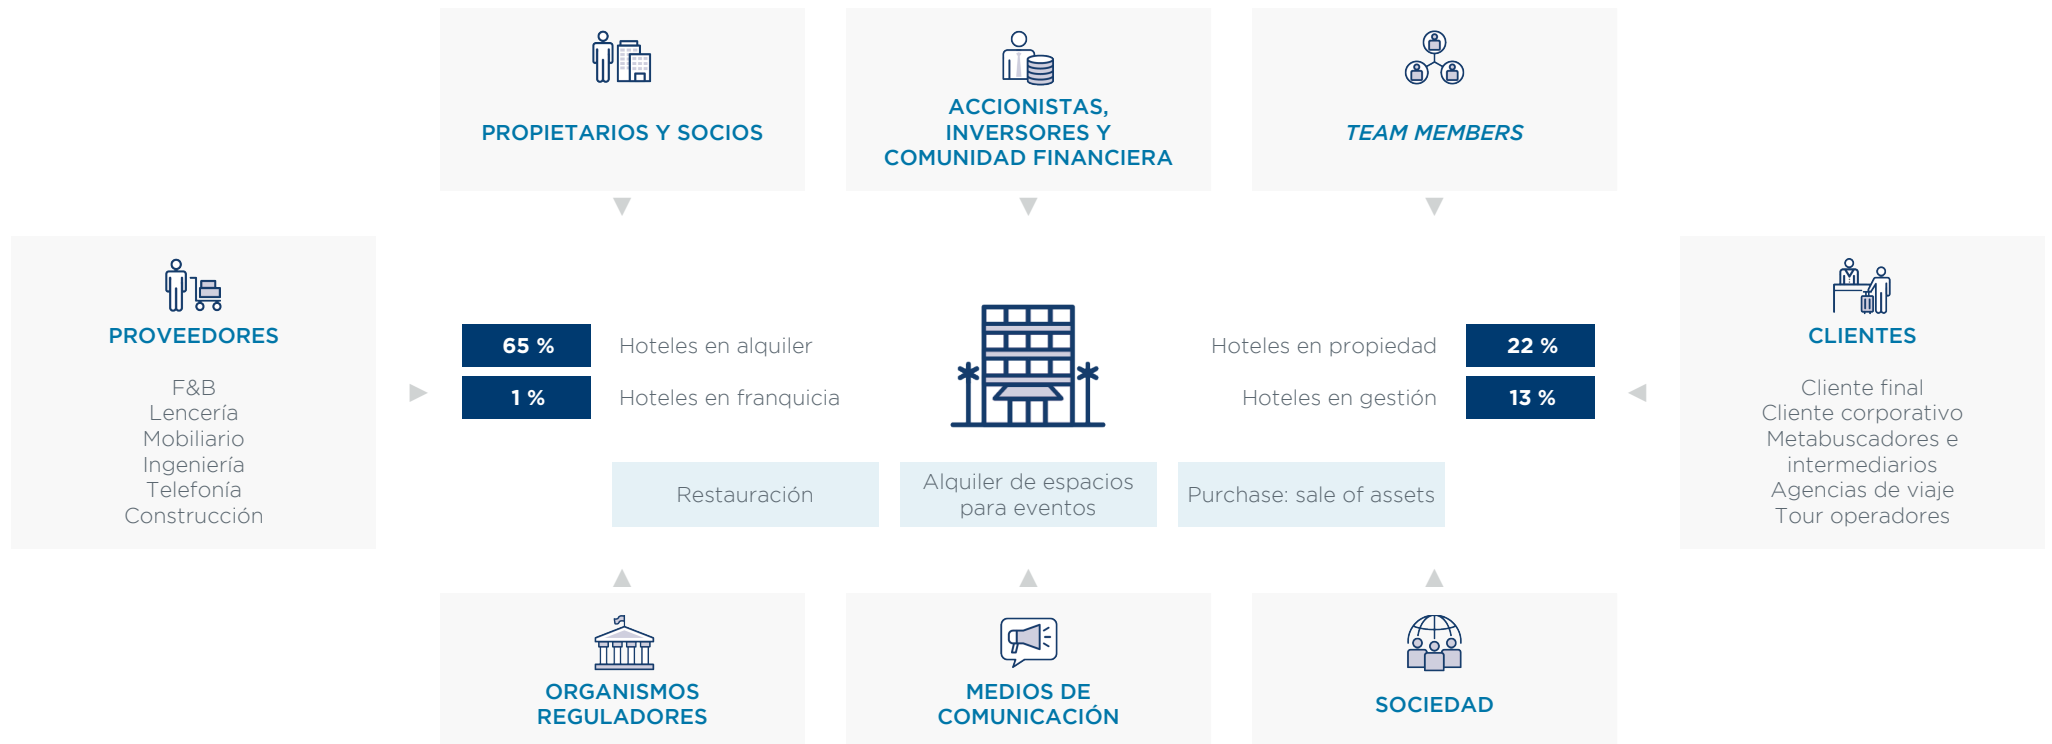 PROPIETARIOS Y SOCIOS
ACCIONISTAS,
INVERSORES Y
COMUNIDAD FINANCIERA
TEAM MEMBERS
PROVEEDORES
F&B
Lencería
Mobiliario
Ingeniería
Telefonía
Construcción
65 %
Hoteles en alquiler
1 %
Hoteles en franquicia
Hoteles en propiedad
22 %
Hoteles en gestión
13 %
CLIENTES
Cliente final
Cliente corporativo
Metabuscadores e
intermediarios
Agencias de viaje
Tour operadores
Restauración
Alquiler de espacios
para eventos
Purchase: sale of assets
ORGANISMOS
REGULADORES
MEDIOS DE
COMUNICACIÓN
SOCIEDAD